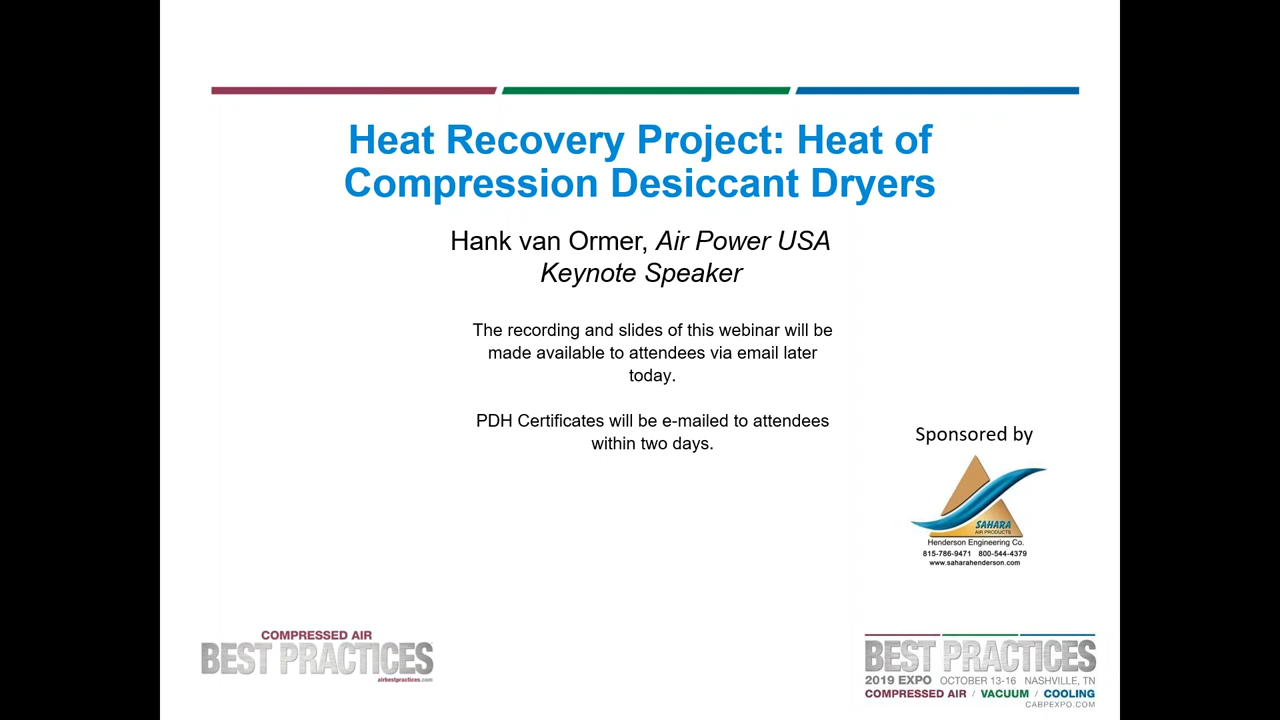 Heat Recovery Project: Heat of
Compression Desiccant Dryers
Hank van Ormer, Air Power USA
Keynote Speaker
The recording and slides of this webinar will be
made available to attendees via email later
today.
PDH Certificates will be e-mailed to attendees
within two days.
Sponsored by
SAHARA
AIR PRODUCTS
Henderson Engineering Co.
815-786-9471 800-544-4379
www.saharahenderson.com
COMPRESSED AIR
BEST PRACTICES
airbestpractices.com
BEST PRACTICES
2019 EXPO OCTOBER 13-16 NASHVILLE, TN
COMPRESSED AIR / VACUUM / COOLING
CABPEXPO.COM